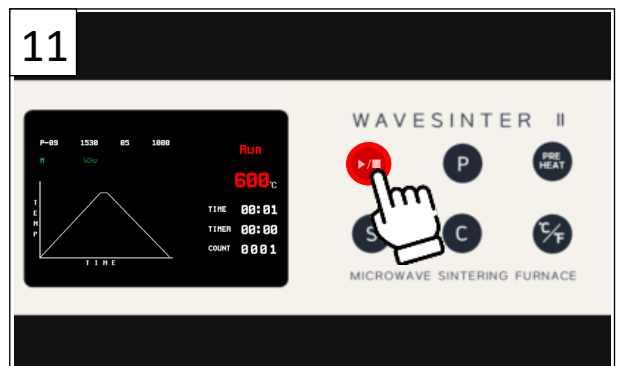 11
WAVESINTER II
P-09 1530 05 1000
M 50Hz
Run
600℃
TEMP
TIME
TIME 00:01
TIMER 00:00
COUNT 0001
P
PRE HEAT
S
C
℃/F
MICROWAVE SINTERING FURNACE